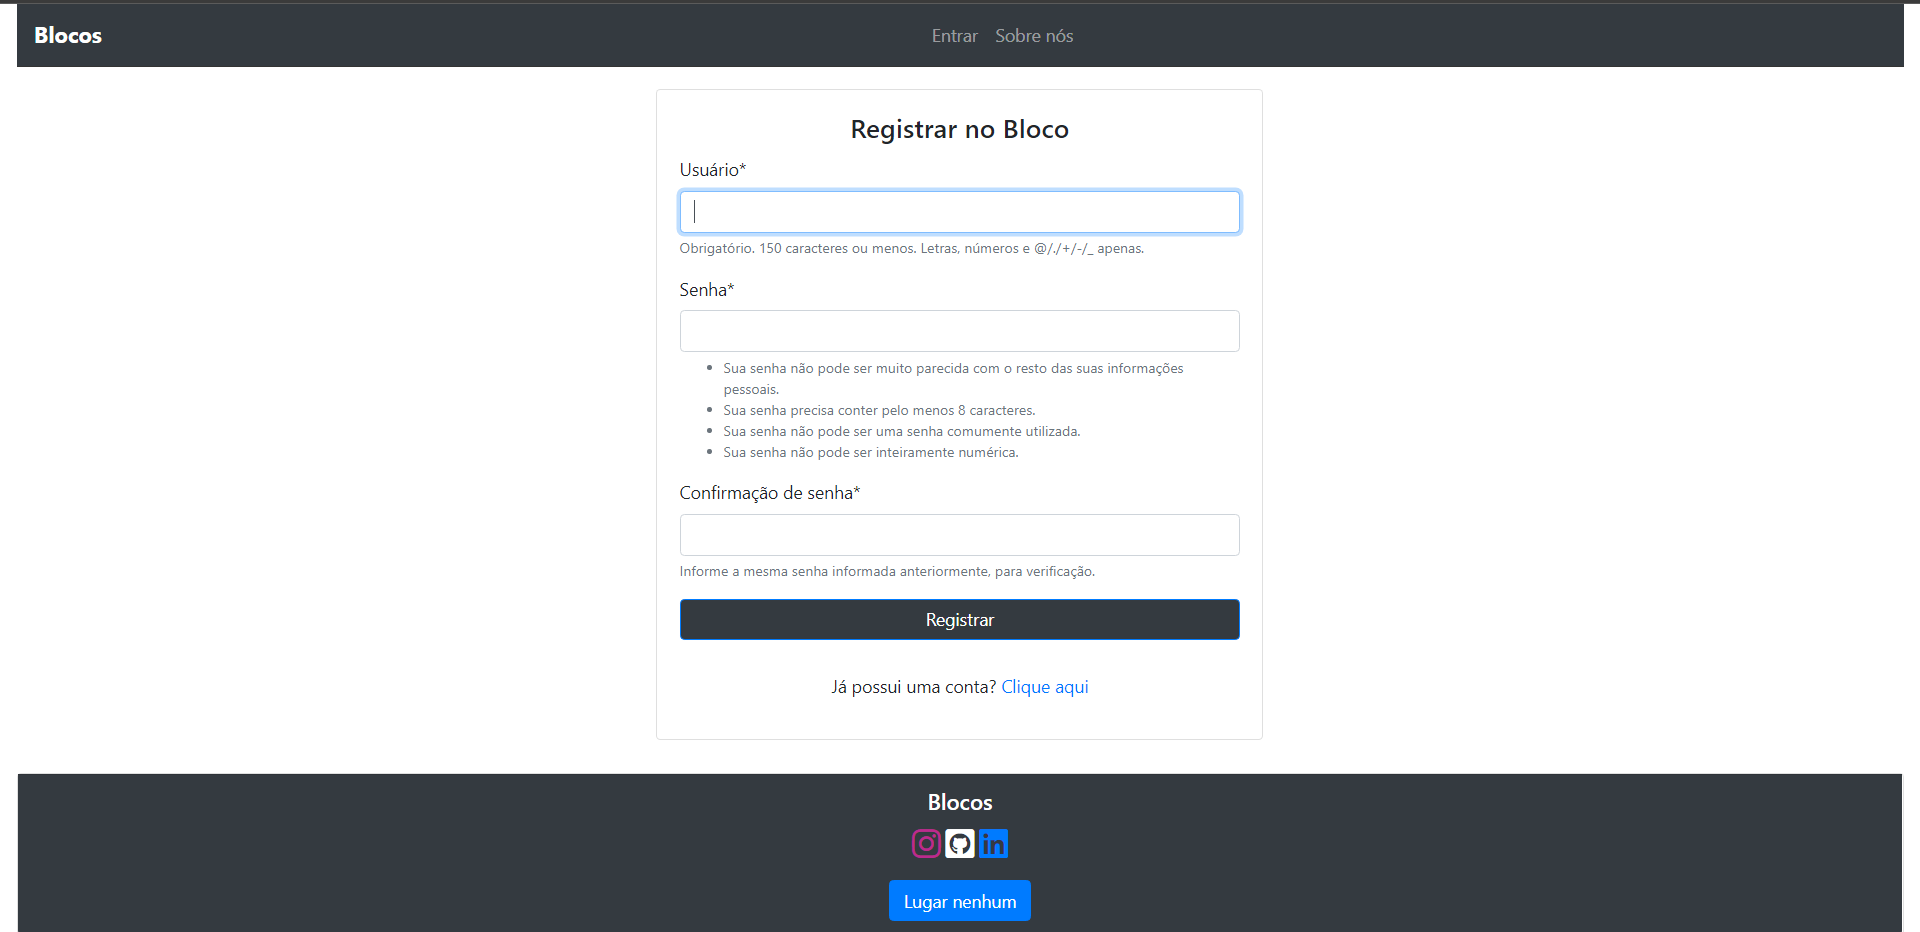 Blocos
Entrar Sobre nós
Registrar no Bloco
Usuário*
Obrigatório. 150 caracteres ou menos. Letras, números e @/./+/-/_ apenas.
Senha*
Sua senha não pode ser muito parecida com o resto das suas informações
pessoais.
Sua senha precisa conter pelo menos 8 caracteres.
Sua senha não pode ser uma senha comumente utilizada.
Sua senha não pode ser inteiramente numérica.
Confirmação de senha*
Informe a mesma senha informada anteriormente, para verificação.
Registrar
Já possui uma conta? Clique aqui
Blocos
in
Lugar nenhum